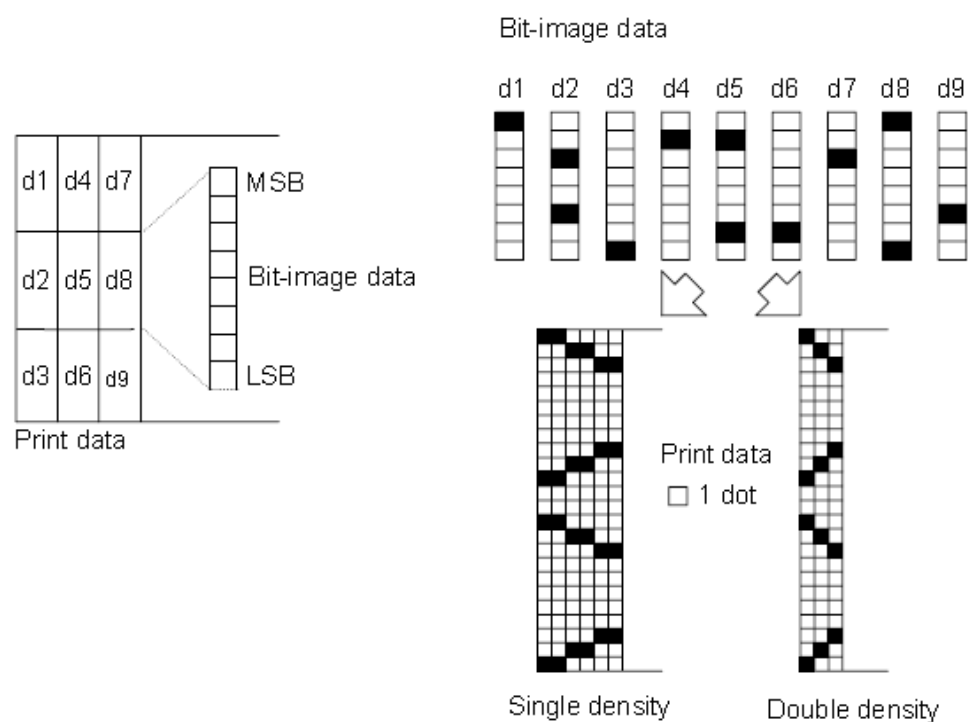 Bit-image data
d1 d2 d3 d4 d5 d6 d7 d8 d9
d1 d4 d7
d2 d5 d8
d3 d6 d9
MSB
Bit-image data
LSB
Print data
Print data
1 dot
Single density
Double density